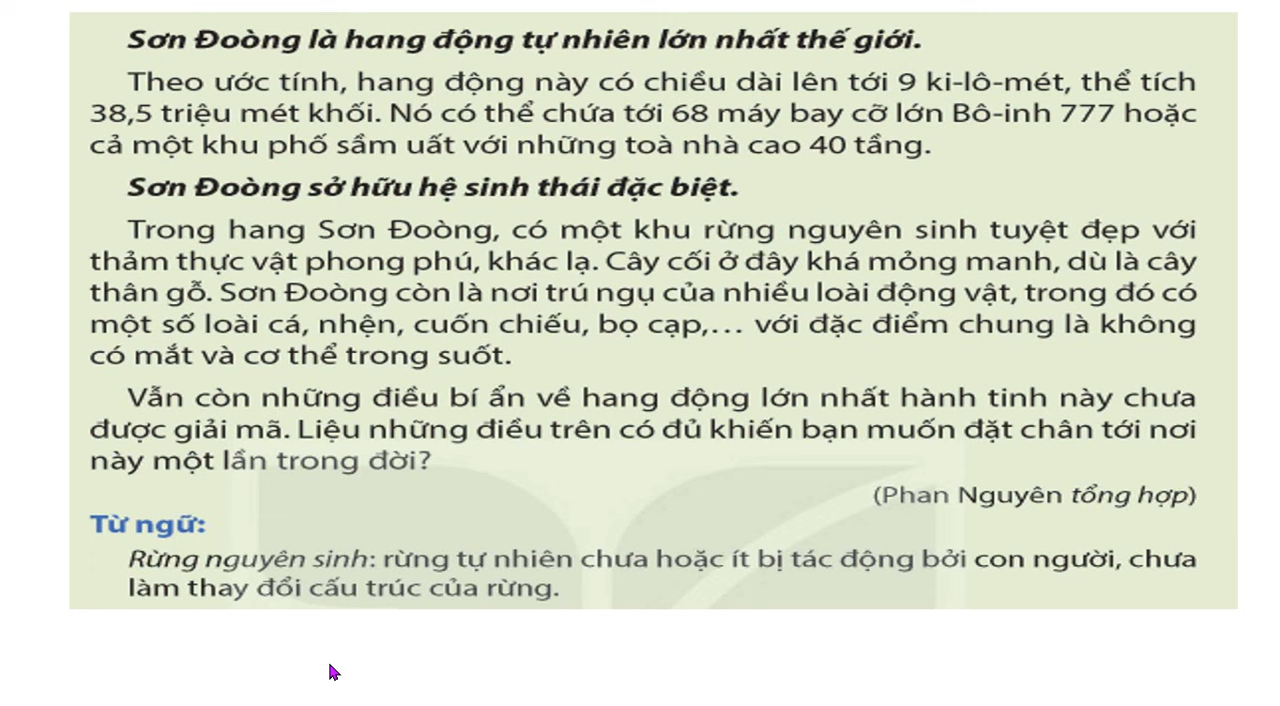 Sơn Đoòng là hang động tự nhiên lớn nhất thế giới.
Theo ước tính, hang động này có chiều dài lên tới 9 ki-lô-mét, thể tích
38,5 triệu mét khối. Nó có thể chứa tới 68 máy bay cỡ lớn Bô-inh 777 hoặc
cả một khu phố sầm uất với những toà nhà cao 40 tầng.
Sơn Đoòng sở hữu hệ sinh thái đặc biệt.
Trong hang Sơn Đoòng, có một khu rừng nguyên sinh tuyệt đẹp với
thảm thực vật phong phú, khác lạ. Cây cối ở đây khá mỏng manh, dù là cây
thân gỗ. Sơn Đoòng còn là nơi trú ngụ của nhiều loài động vật, trong đó có
một số loài cá, nhện, cuốn chiếu, bọ cạp,... với đặc điểm chung là không
có mắt và cơ thể trong suốt.
Vẫn còn những điều bí ẩn về hang động lớn nhất hành tinh này chưa
được giải mã. Liệu những điều trên có đủ khiến bạn muốn đặt chân tới nơi
này một lần trong đời?
(Phan Nguyên tổng hợp)
Từ ngữ:
Rừng nguyên sinh: rừng tự nhiên chưa hoặc ít bị tác động bởi con người, chưa
làm thay đổi cấu trúc của rừng.